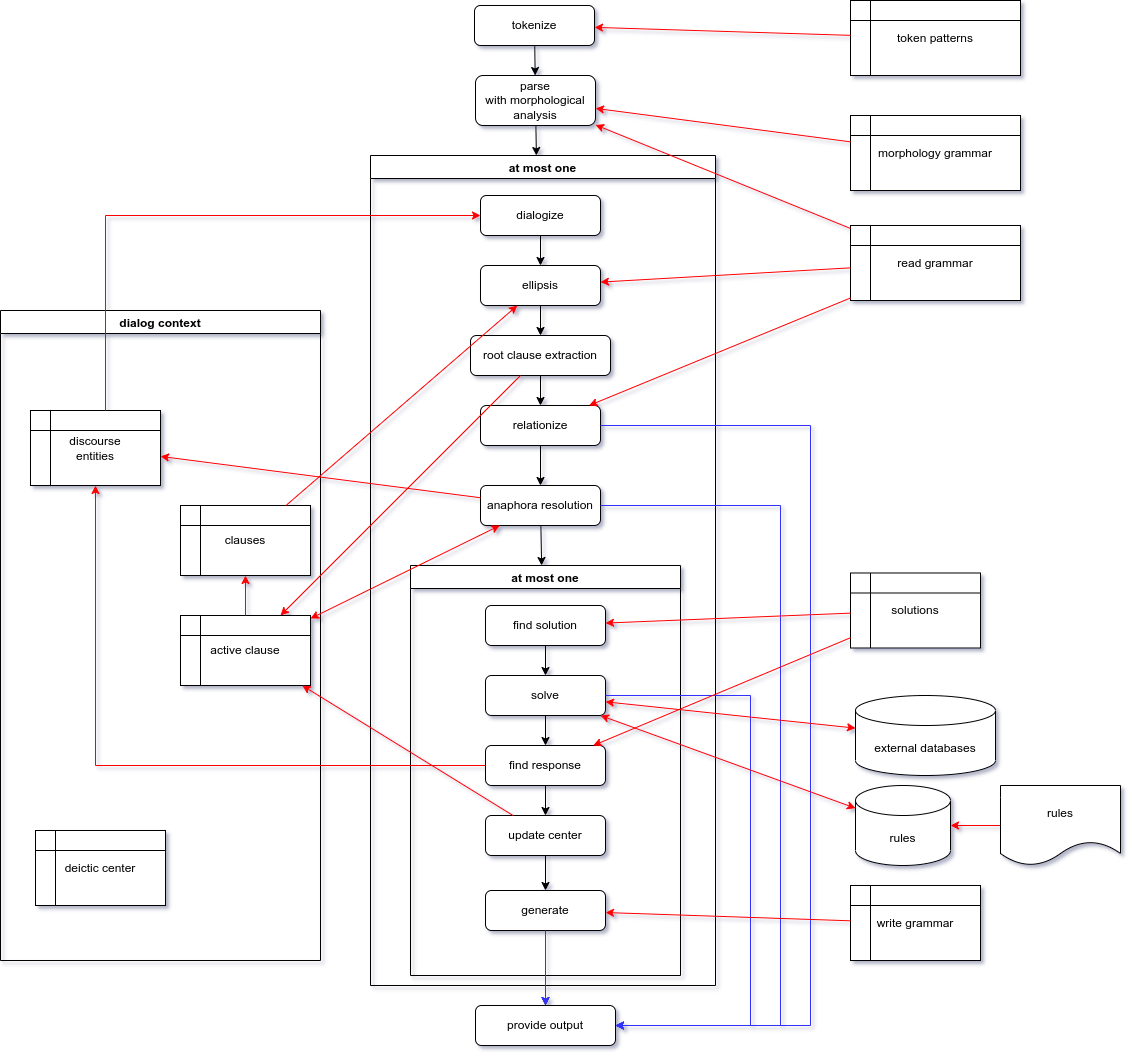 tokenize
token patterns
parse
with morphological
analysis
morphology grammar
at most one
dialogize
read grammar
ellipsis
dialog context
root clause extraction
relationize
discourse
entities
anaphora resolution
clauses
at most one
solutions
find solution
active clause
solve
external databases
find response
rules
update center
rules
deictic center
generate
write grammar
provide output